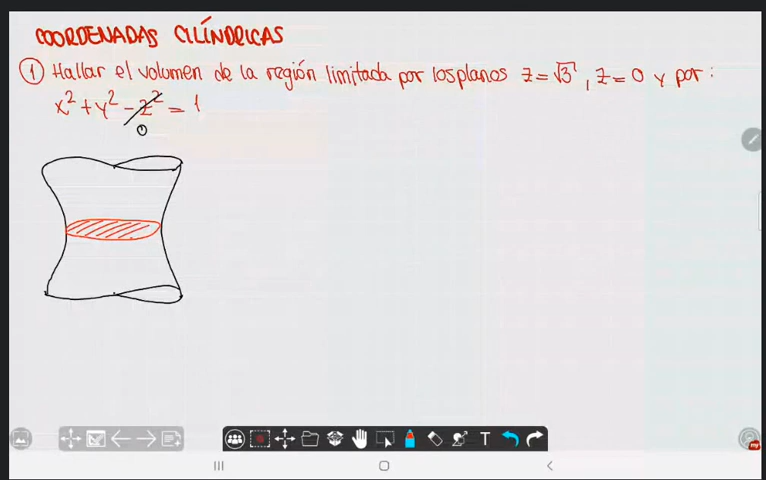 COORDENADAS CILÍNDRICAS
① Hallar el volumen de la región limitada por los planos z = √3 , z = 0 y por :
x² + y² - z² = 1
0
T